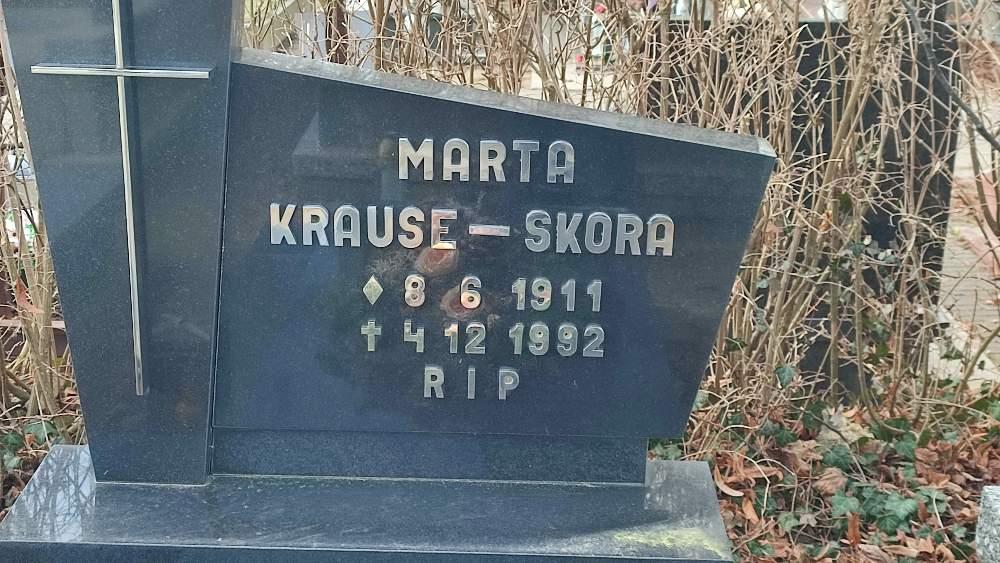 MARTA
KRAUSE - SKORA
♦ 8 6 1911
✝ 4 12 1992
R I P